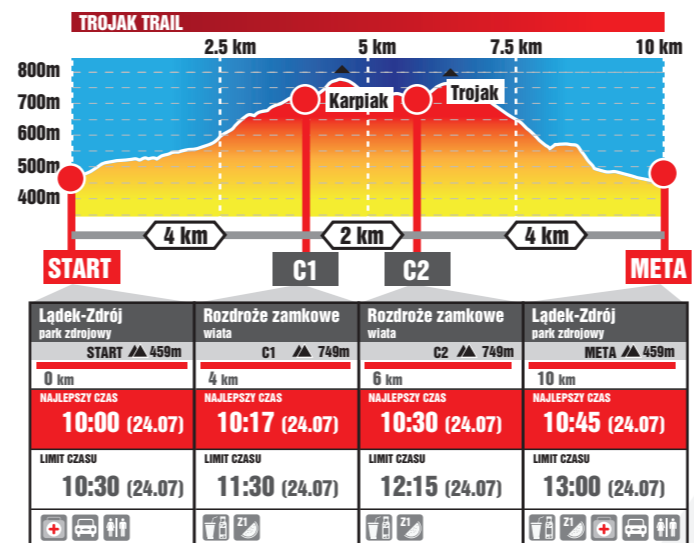 TROJAK TRAIL
2.5 km 5 km 7.5 km 10 km
800m
700m
600m
500m
400m
Karpiak
Trojak
4 km 2 km 4 km
START C1 C2 META
Lądek-Zdrój
park zdrojowy
START 459m
0 km
NAJLEPSZY CZAS
10:00 (24.07)
LIMIT CZASU
10:30 (24.07)
Rozdroże zamkowe
wiata
C1 749m
4 km
NAJLEPSZY CZAS
10:17 (24.07)
LIMIT CZASU
11:30 (24.07)
Z1
Rozdroże zamkowe
wiata
C2 749m
6 km
NAJLEPSZY CZAS
10:30 (24.07)
LIMIT CZASU
12:15 (24.07)
Z1
Lądek-Zdrój
park zdrojowy
META 459m
10 km
NAJLEPSZY CZAS
10:45 (24.07)
LIMIT CZASU
13:00 (24.07)
Z1